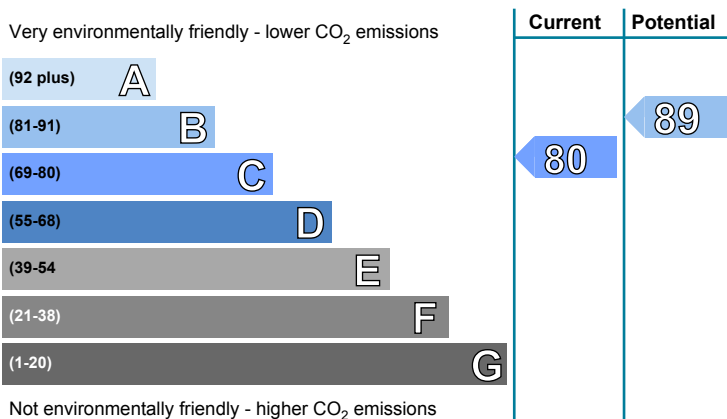 Current Potential
Very environmentally friendly - lower CO2 emissions
(92 plus) A
(81-91) B
89
(69-80) C
80
(55-68) D
(39-54 E
(21-38) F
(1-20) G
Not environmentally friendly - higher CO2 emissions